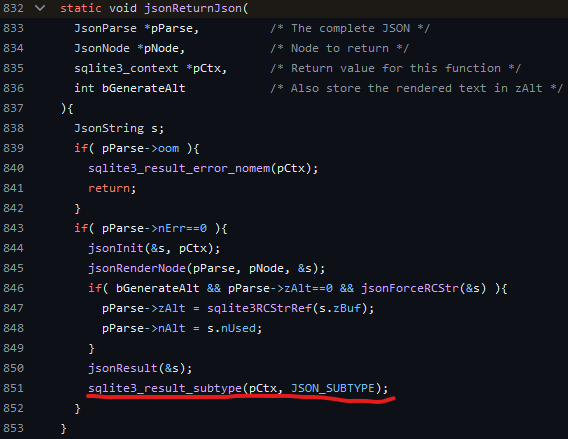 832 static void jsonReturnJson(
833 JsonParse *pParse, /* The complete JSON */
834 JsonNode *pNode, /* Node to return */
835 sqlite3_context *pCtx, /* Return value for this function */
836 int bGenerateAlt /* Also store the rendered text in zAlt */
837 ){
838 JsonString s;
839 if( pParse->oom ){
840 sqlite3_result_error_nomem(pCtx);
841 return;
842 }
843 if( pParse->nErr==0 ){
844 jsonInit(&s, pCtx);
845 jsonRenderNode(pParse, pNode, &s);
846 if( bGenerateAlt && pParse->zAlt==0 && jsonForceRCStr(&s) ){
847 pParse->zAlt = sqlite3RCStrRef(s.zBuf);
848 pParse->nAlt = s.nUsed;
849 }
850 jsonResult(&s);
851 sqlite3_result_subtype(pCtx, JSON_SUBTYPE);
852 }
853 }